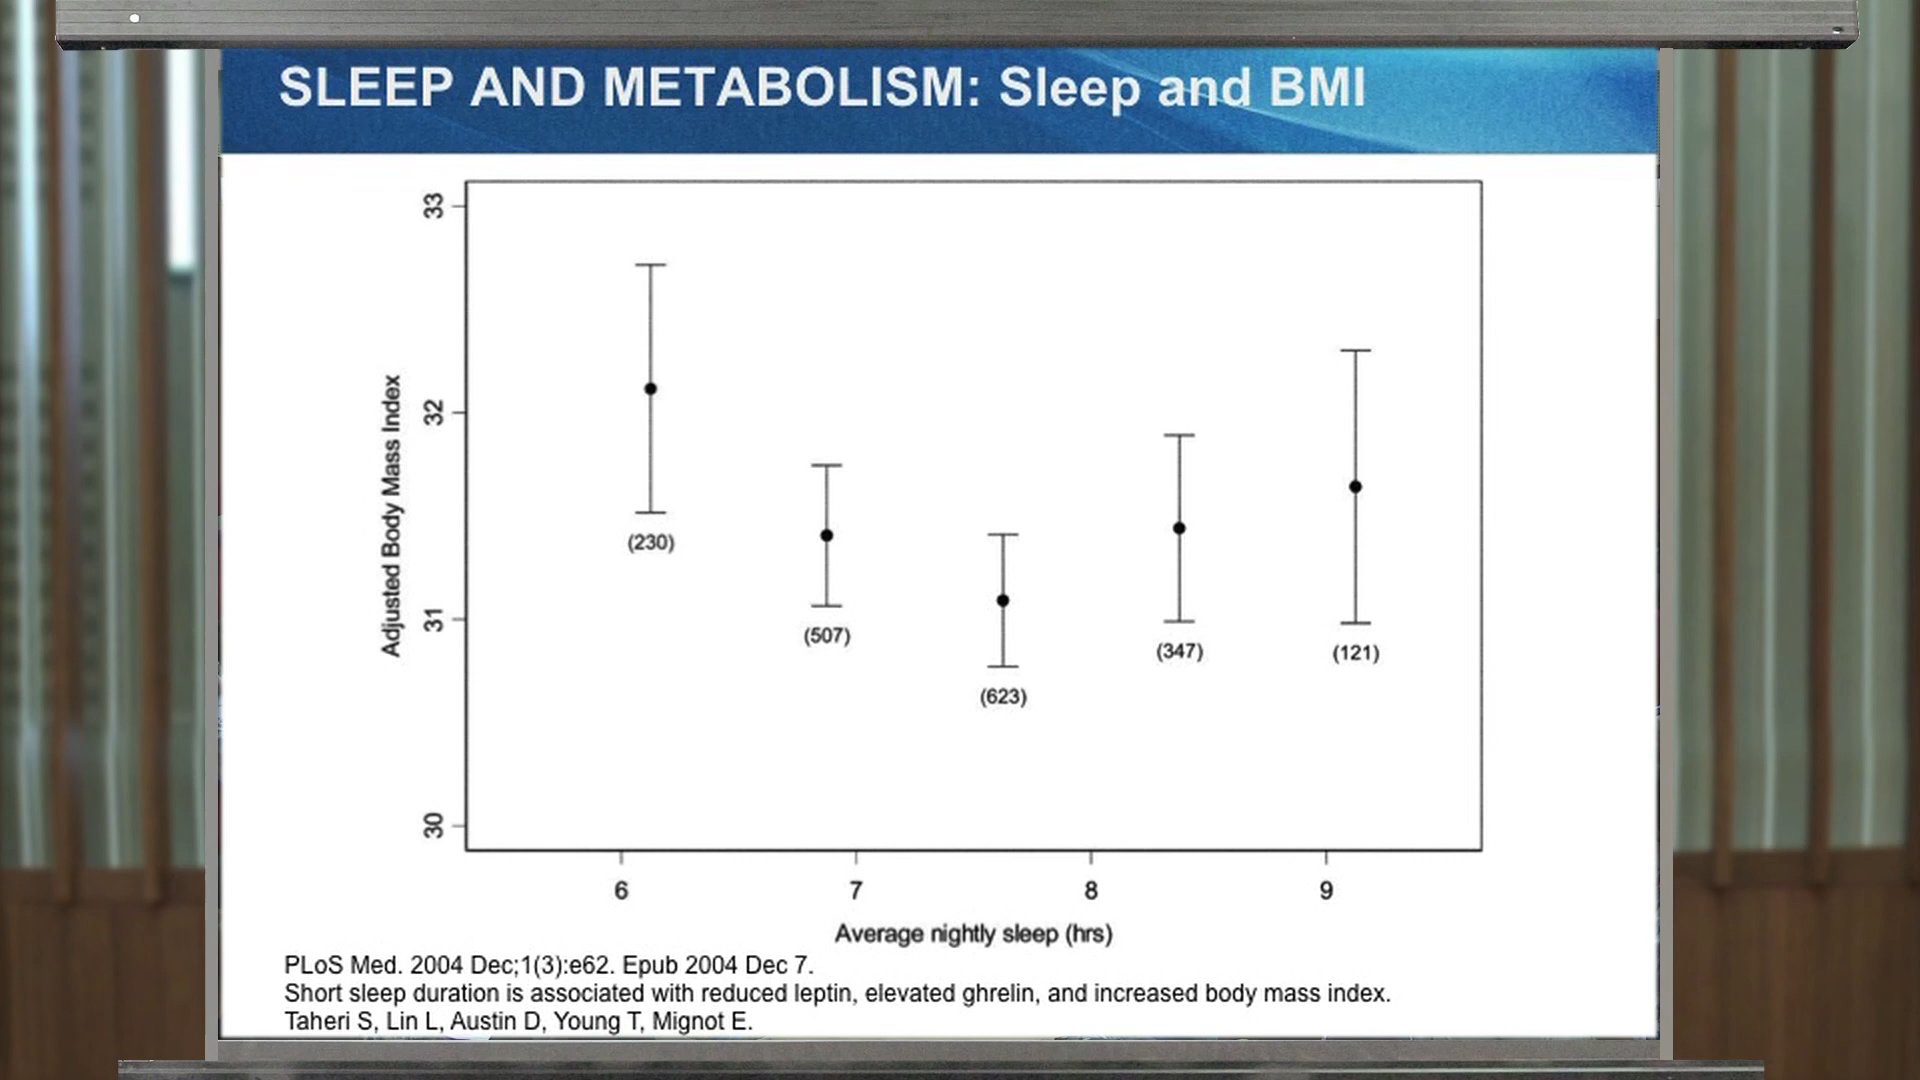 SLEEP AND METABOLISM: Sleep and BMI
33
32
31
30
Adjusted Body Mass Index
(230)
(507)
(623)
(347)
(121)
6 7 8 9
Average nightly sleep (hrs)
PLoS Med. 2004 Dec;1(3):e62. Epub 2004 Dec 7.
Short sleep duration is associated with reduced leptin, elevated ghrelin, and increased body mass index.
Taheri S, Lin L, Austin D, Young T, Mignot E.